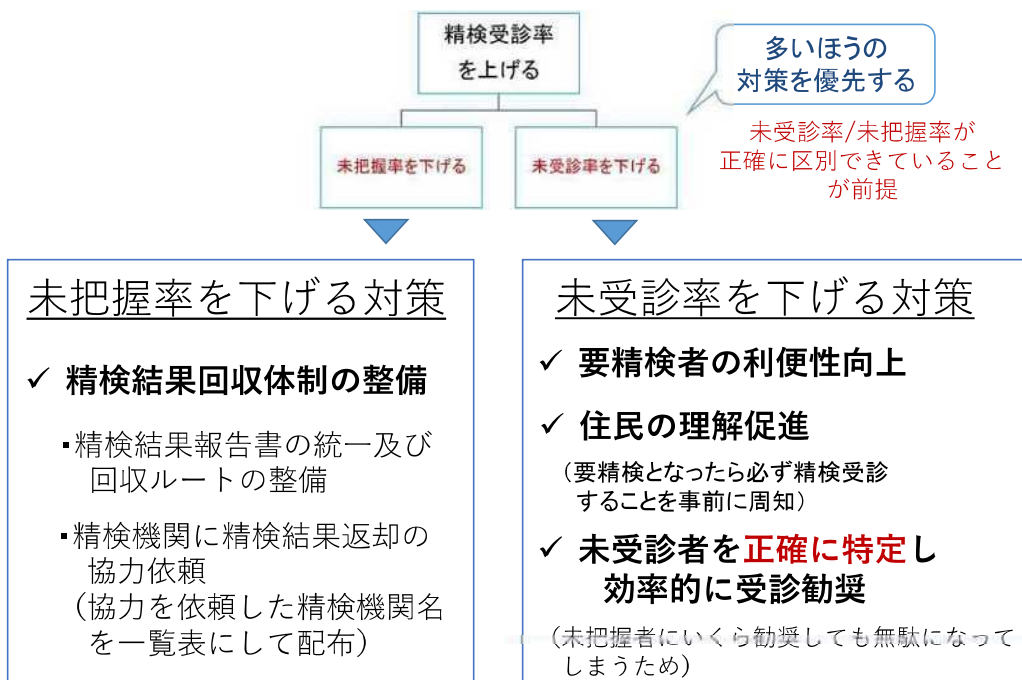 精検受診率
を上げる
多いほうの
対策を優先する
未受診率/未把握率が
正確に区別できていること
が前提
未把握率を下げる
未受診率を下げる
未把握率を下げる対策
✓ 精検結果回収体制の整備
・精検結果報告書の統一及び
回収ルートの整備
・精検機関に精検結果返却の
協力依頼
(協力を依頼した精検機関名
を一覧表にして配布)
未受診率を下げる対策
✓ 要精検者の利便性向上
✓ 住民の理解促進
(要精検となったら必ず精検受診
することを事前に周知)
✓ 未受診者を正確に特定し
効率的に受診勧奨
(未把握者にいくら勧奨しても無駄になって
しまうため)